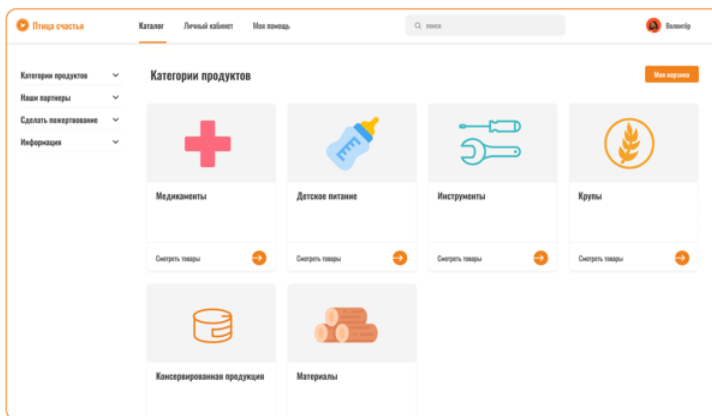 Птица счастья
Каталог
Личный кабинет
Моя помощь
поиск
Волонтёр
Категории продуктов
Наши партнеры
Сделать пожертвование
Информация
Категории продуктов
Моя корзина
Медикаменты
Детское питание
Инструменты
Крупы
Смотреть товары
Смотреть товары
Смотреть товары
Смотреть товары
Консервированная продукция
Материалы